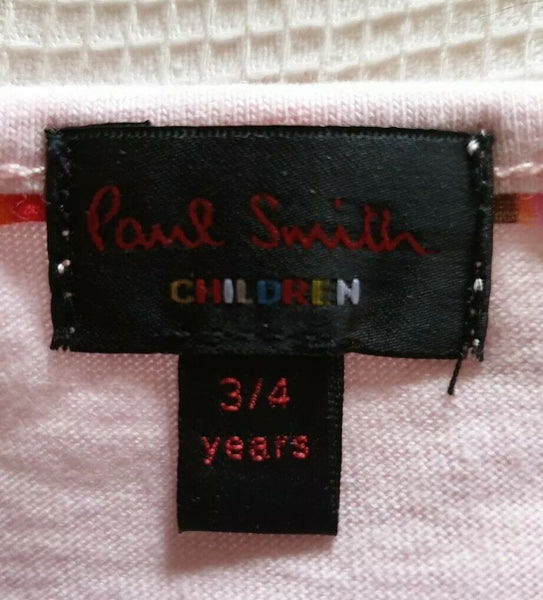 Paul Smith
CHILDREN
3/4
years